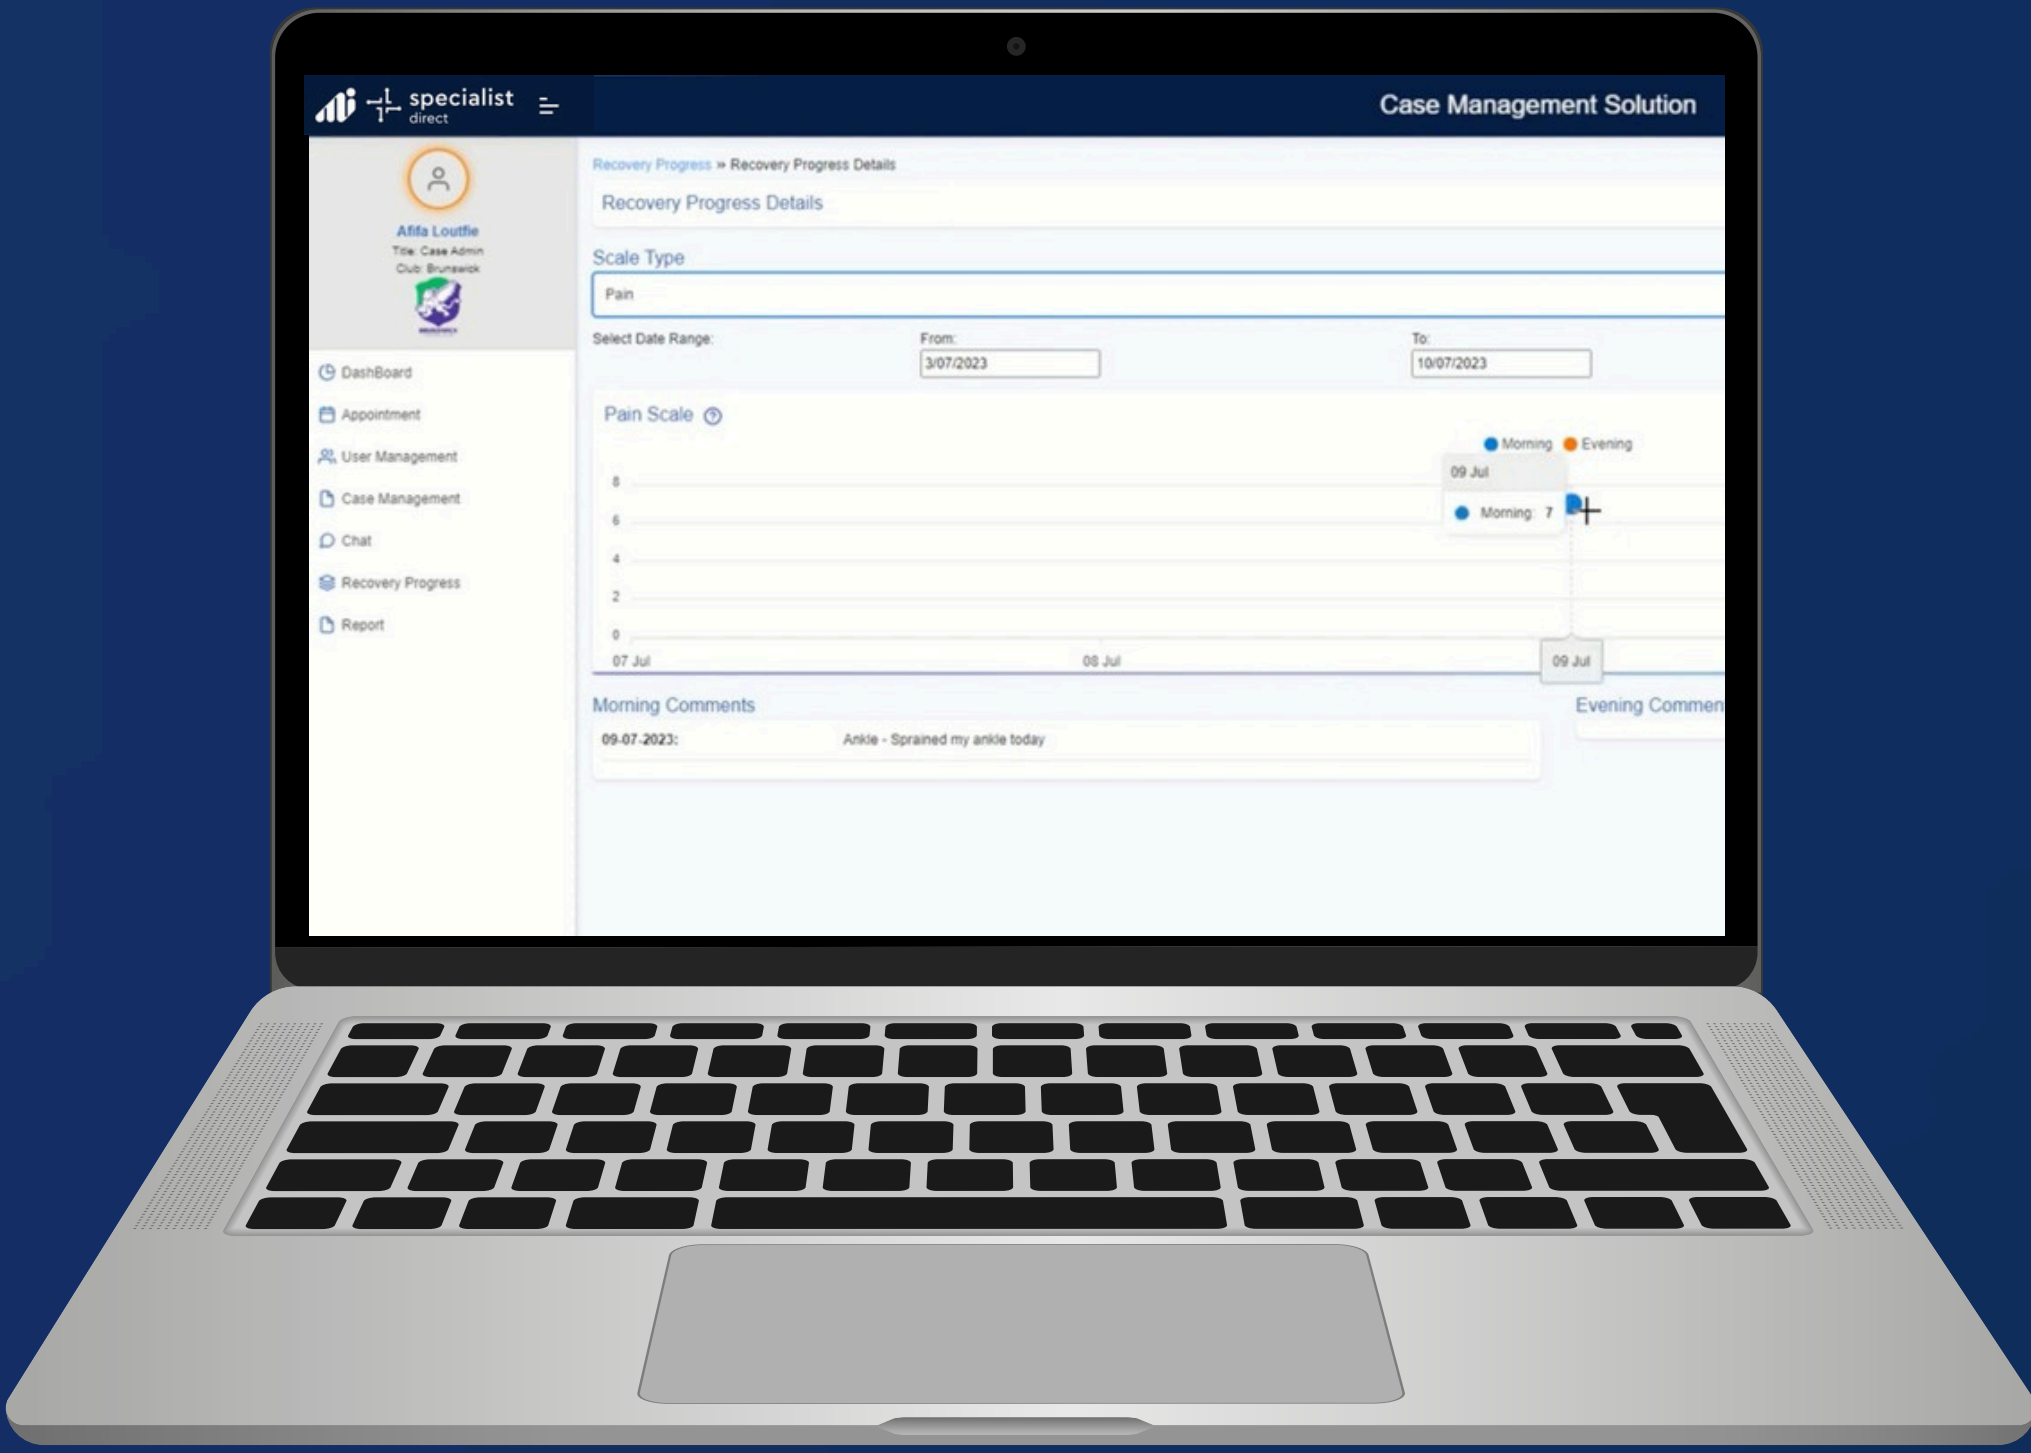 specialist
direct
Case Management Solution
Afifa Loutfie
Title: Case Admin
Club: Brunswick
BRUNSWICK
DashBoard
Appointment
User Management
Case Management
Chat
Recovery Progress
Report
Recovery Progress » Recovery Progress Details
Recovery Progress Details
Scale Type
Pain
Select Date Range:
From:
3/07/2023
To:
10/07/2023
Pain Scale
Morning Evening
09 Jul
Morning: 7
8
6
4
2
0
07 Jul 08 Jul 09 Jul
Morning Comments
09-07-2023: Ankle - Sprained my ankle today
Evening Commen